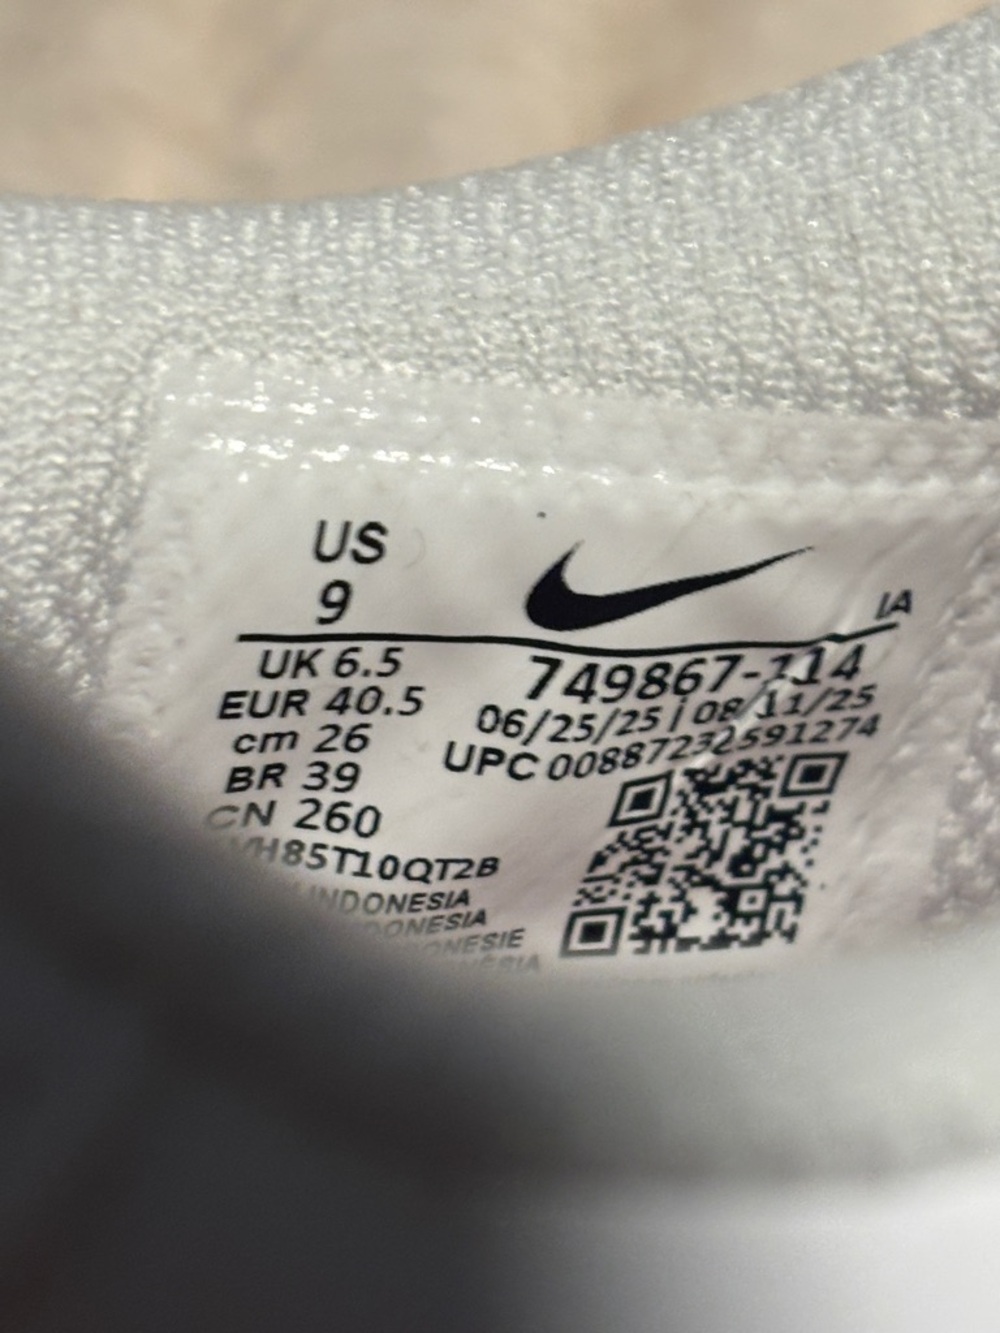 US
9
IA
UK 6.5
EUR 40.5
cm 26
BR 39
CN 260
749867-114
06/25/25 | 08/11/25
UPC 00887232591274
INDONESIA